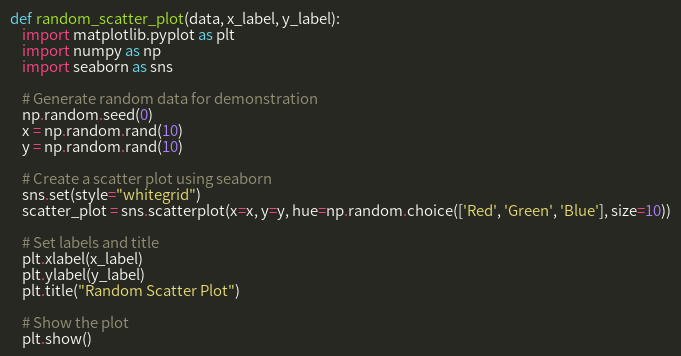 def random_scatter_plot(data, x_label, y_label):
    import matplotlib.pyplot as plt
    import numpy as np
    import seaborn as sns

    # Generate random data for demonstration
    np.random.seed(0)
    x = np.random.rand(10)
    y = np.random.rand(10)

    # Create a scatter plot using seaborn
    sns.set(style="whitegrid")
    scatter_plot = sns.scatterplot(x=x, y=y, hue=np.random.choice(['Red', 'Green', 'Blue'], size=10))

    # Set labels and title
    plt.xlabel(x_label)
    plt.ylabel(y_label)
    plt.title("Random Scatter Plot")

    # Show the plot
    plt.show()